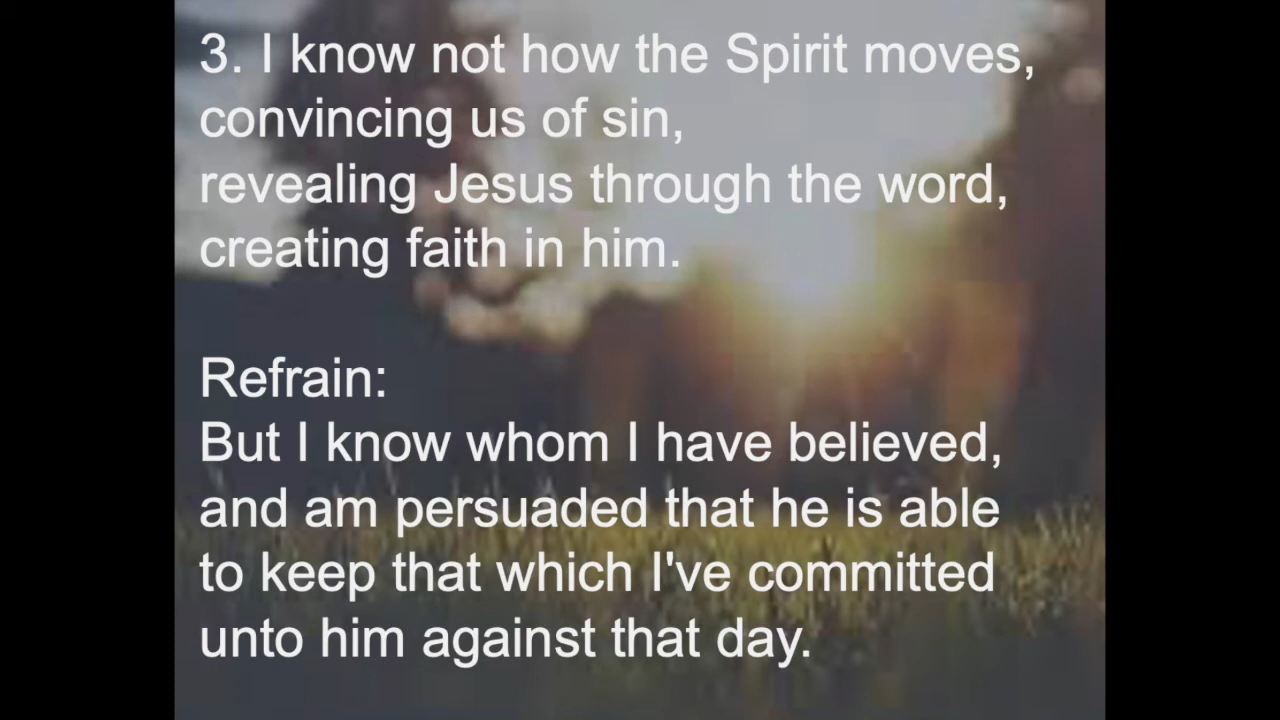 3. I know not how the Spirit moves,
convincing us of sin,
revealing Jesus through the word,
creating faith in him.
Refrain:
But I know whom I have believed,
and am persuaded that he is able
to keep that which I've committed
unto him against that day.